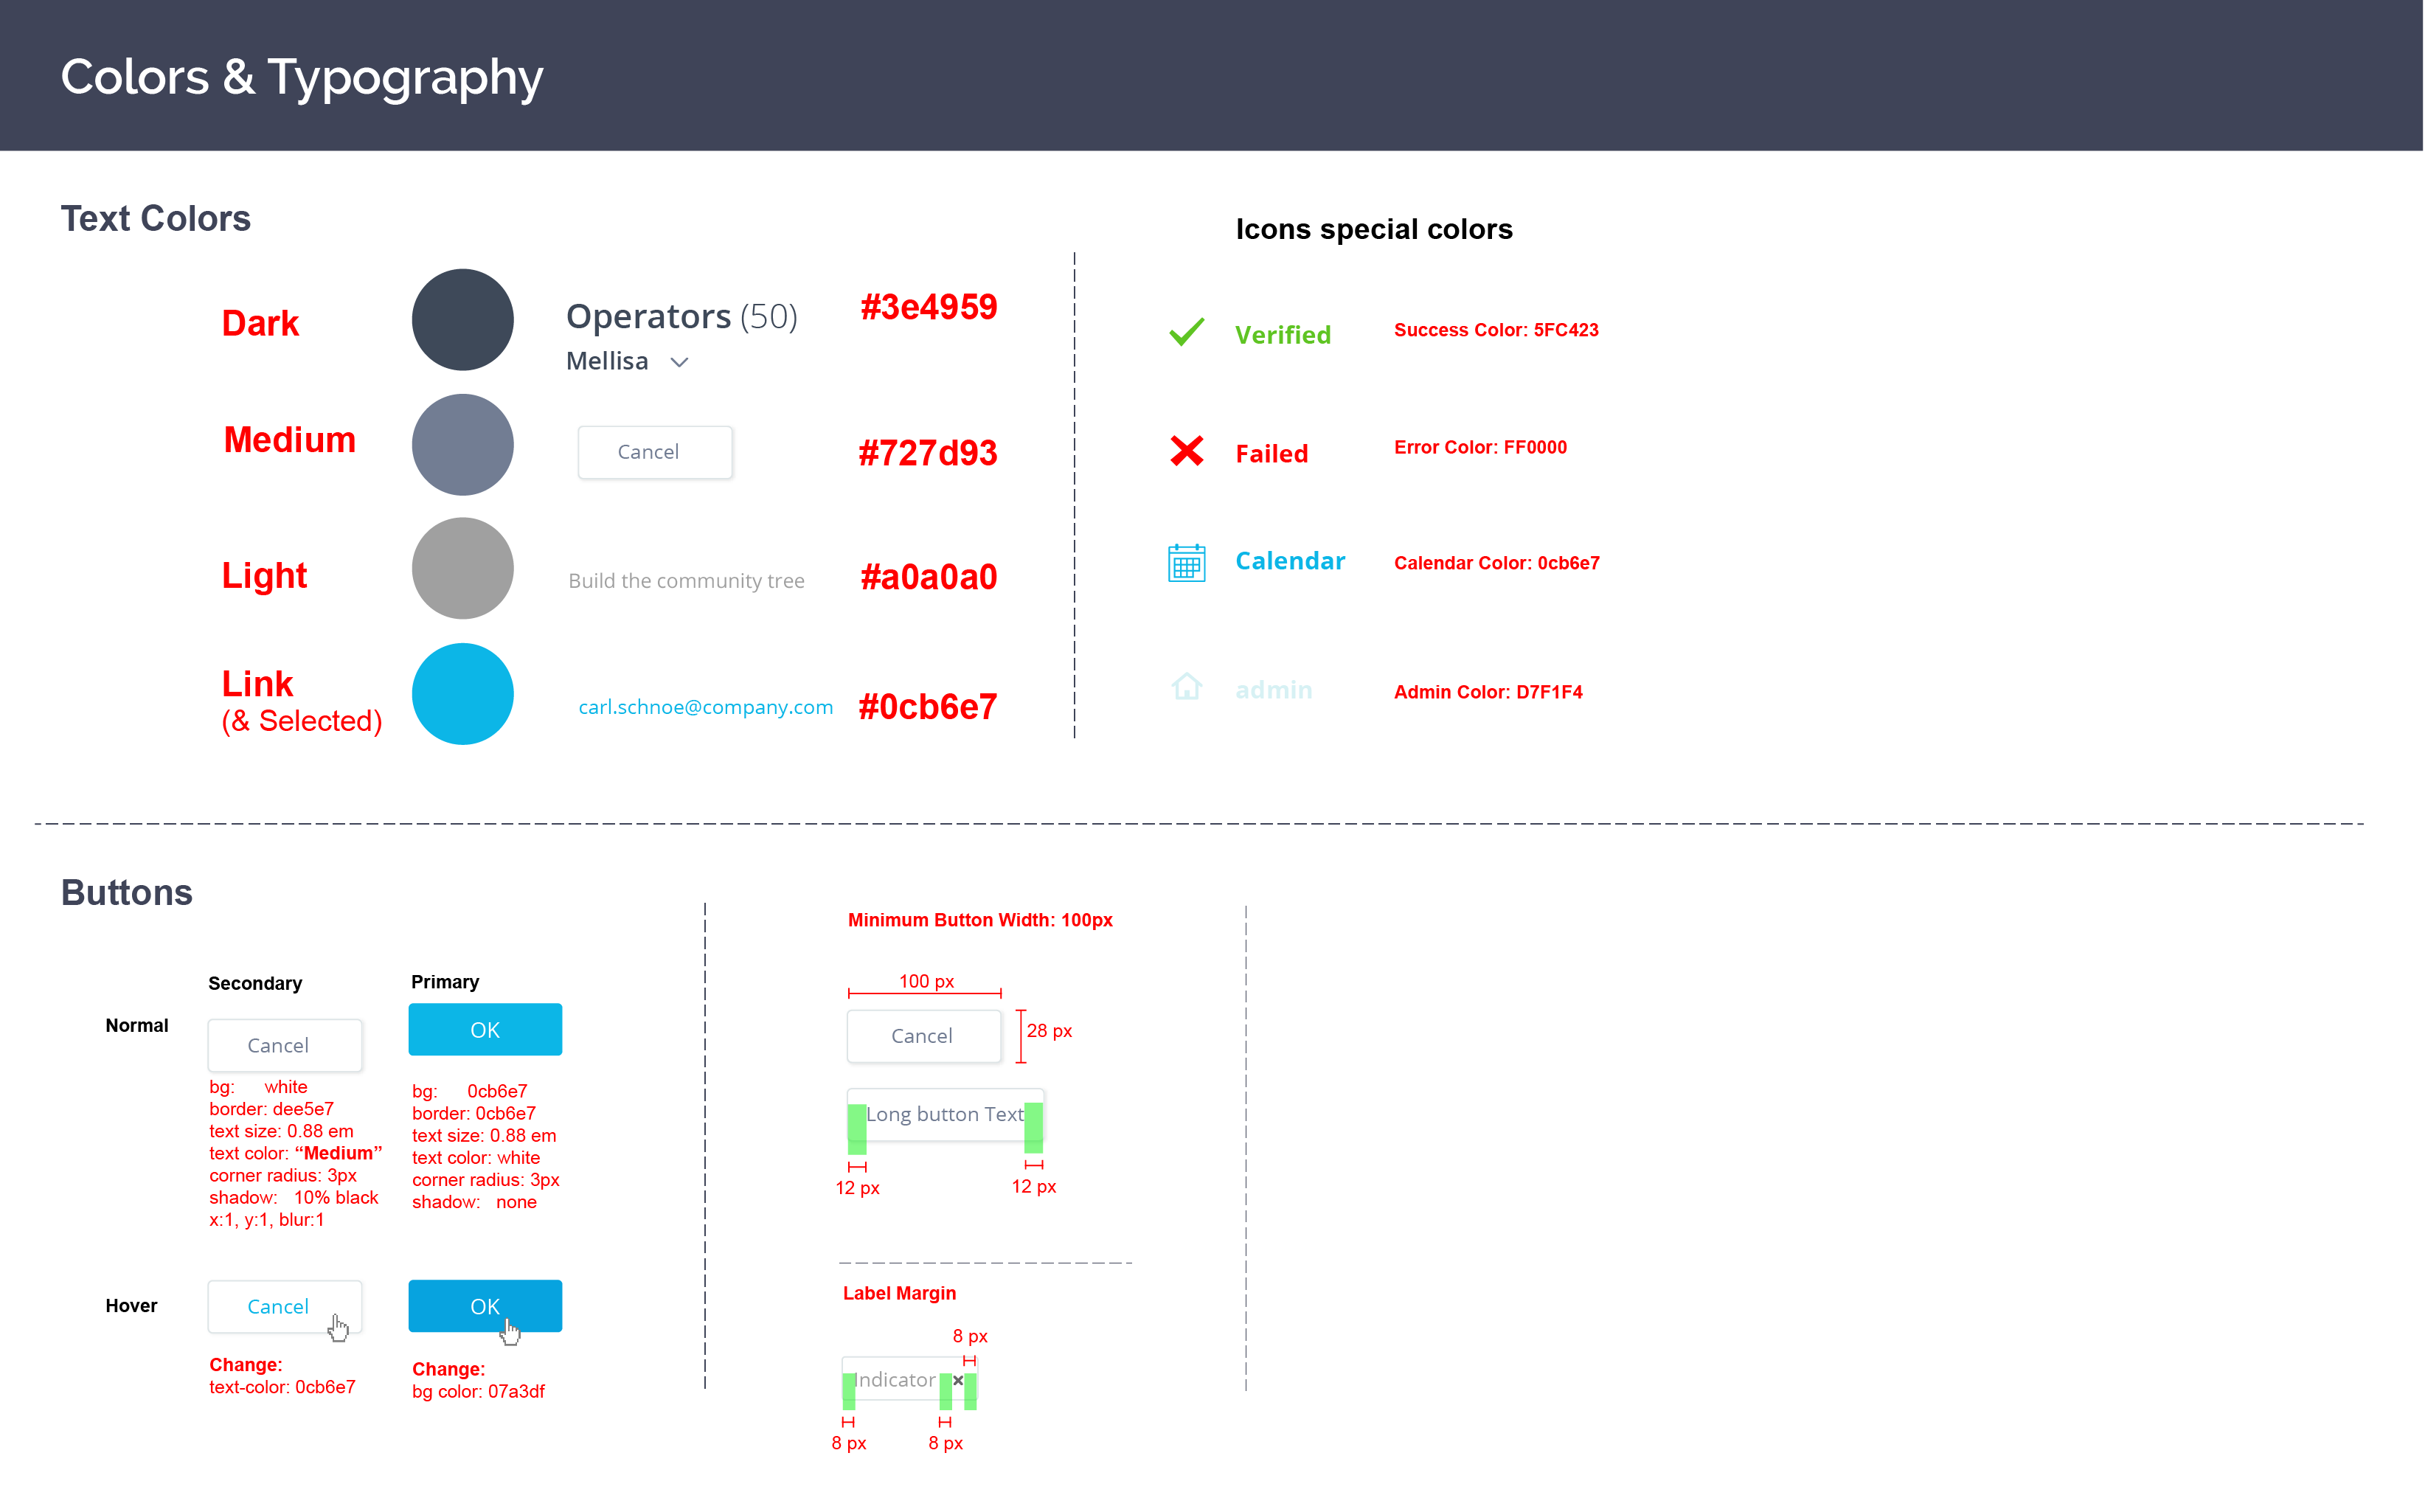 Colors & Typography
Text Colors
Dark
Operators (50)
Mellisa
#3e4959
Medium
Cancel
#727d93
Light
Build the community tree
#a0a0a0
Link
(& Selected)
carl.schnoe@company.com
#0cb6e7
Icons special colors
Verified
Success Color: 5FC423
Failed
Error Color: FF0000
Calendar
Calendar Color: 0cb6e7
admin
Admin Color: D7F1F4
Buttons
Secondary
Primary
Normal
Cancel
bg: white
border: dee5e7
text size: 0.88 em
text color: “Medium”
corner radius: 3px
shadow: 10% black
x:1, y:1, blur:1
OK
bg: 0cb6e7
border: 0cb6e7
text size: 0.88 em
text color: white
corner radius: 3px
shadow: none
Hover
Cancel
Change:
text-color: 0cb6e7
OK
Change:
bg color: 07a3df
Minimum Button Width: 100px
100 px
Cancel
28 px
Long button Text
12 px
12 px
Label Margin
8 px
Indicator
8 px
8 px